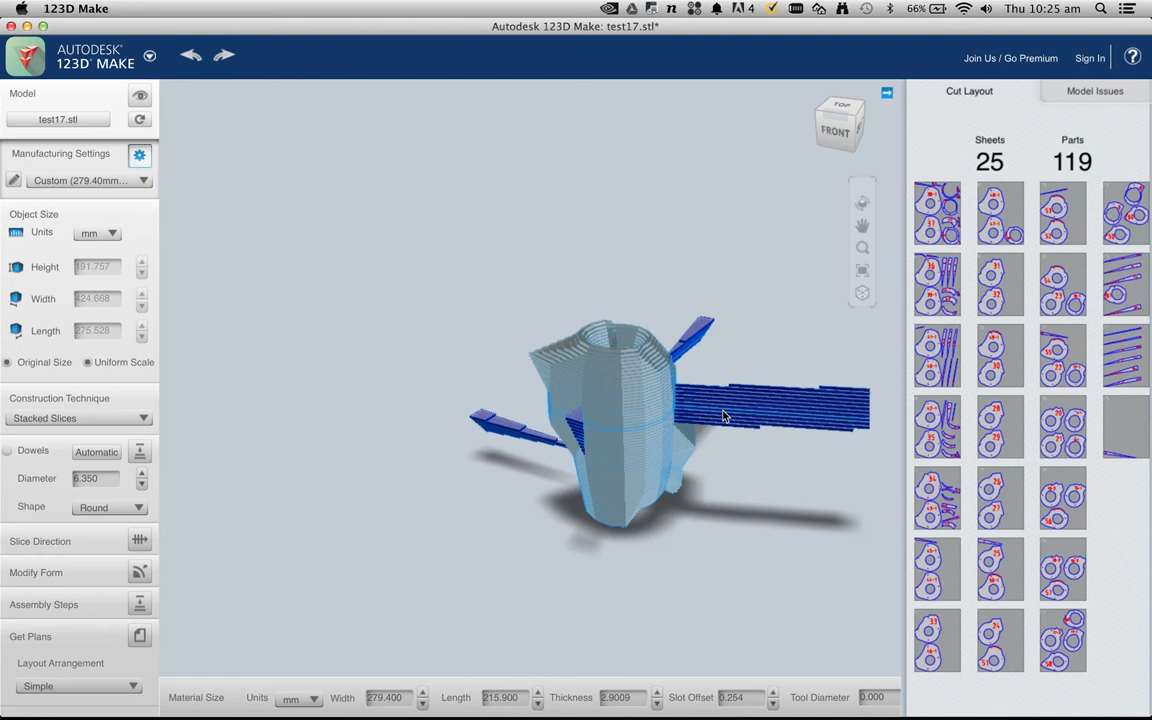 123D Make
4
66%
Thu 10:25 am
Autodesk 123D Make: test17.stl*
AUTODESK
123D® MAKE
Join Us / Go Premium
Sign In
?
Model
test17.stl
Manufacturing Settings
Custom (279.40mm...
Object Size
Units
mm
Height
191.757
Width
424.668
Length
275.528
Original Size
Uniform Scale
Construction Technique
Stacked Slices
Dowels
Automatic
Diameter
6.350
Shape
Round
Slice Direction
Modify Form
Assembly Steps
Get Plans
Layout Arrangement
Simple
TOP
FRONT
Cut Layout
Model Issues
Sheets
25
Parts
119
Material Size
Units
mm
Width
279.400
Length
215.900
Thickness
2.9009
Slot Offset
0.254
Tool Diameter
0.000